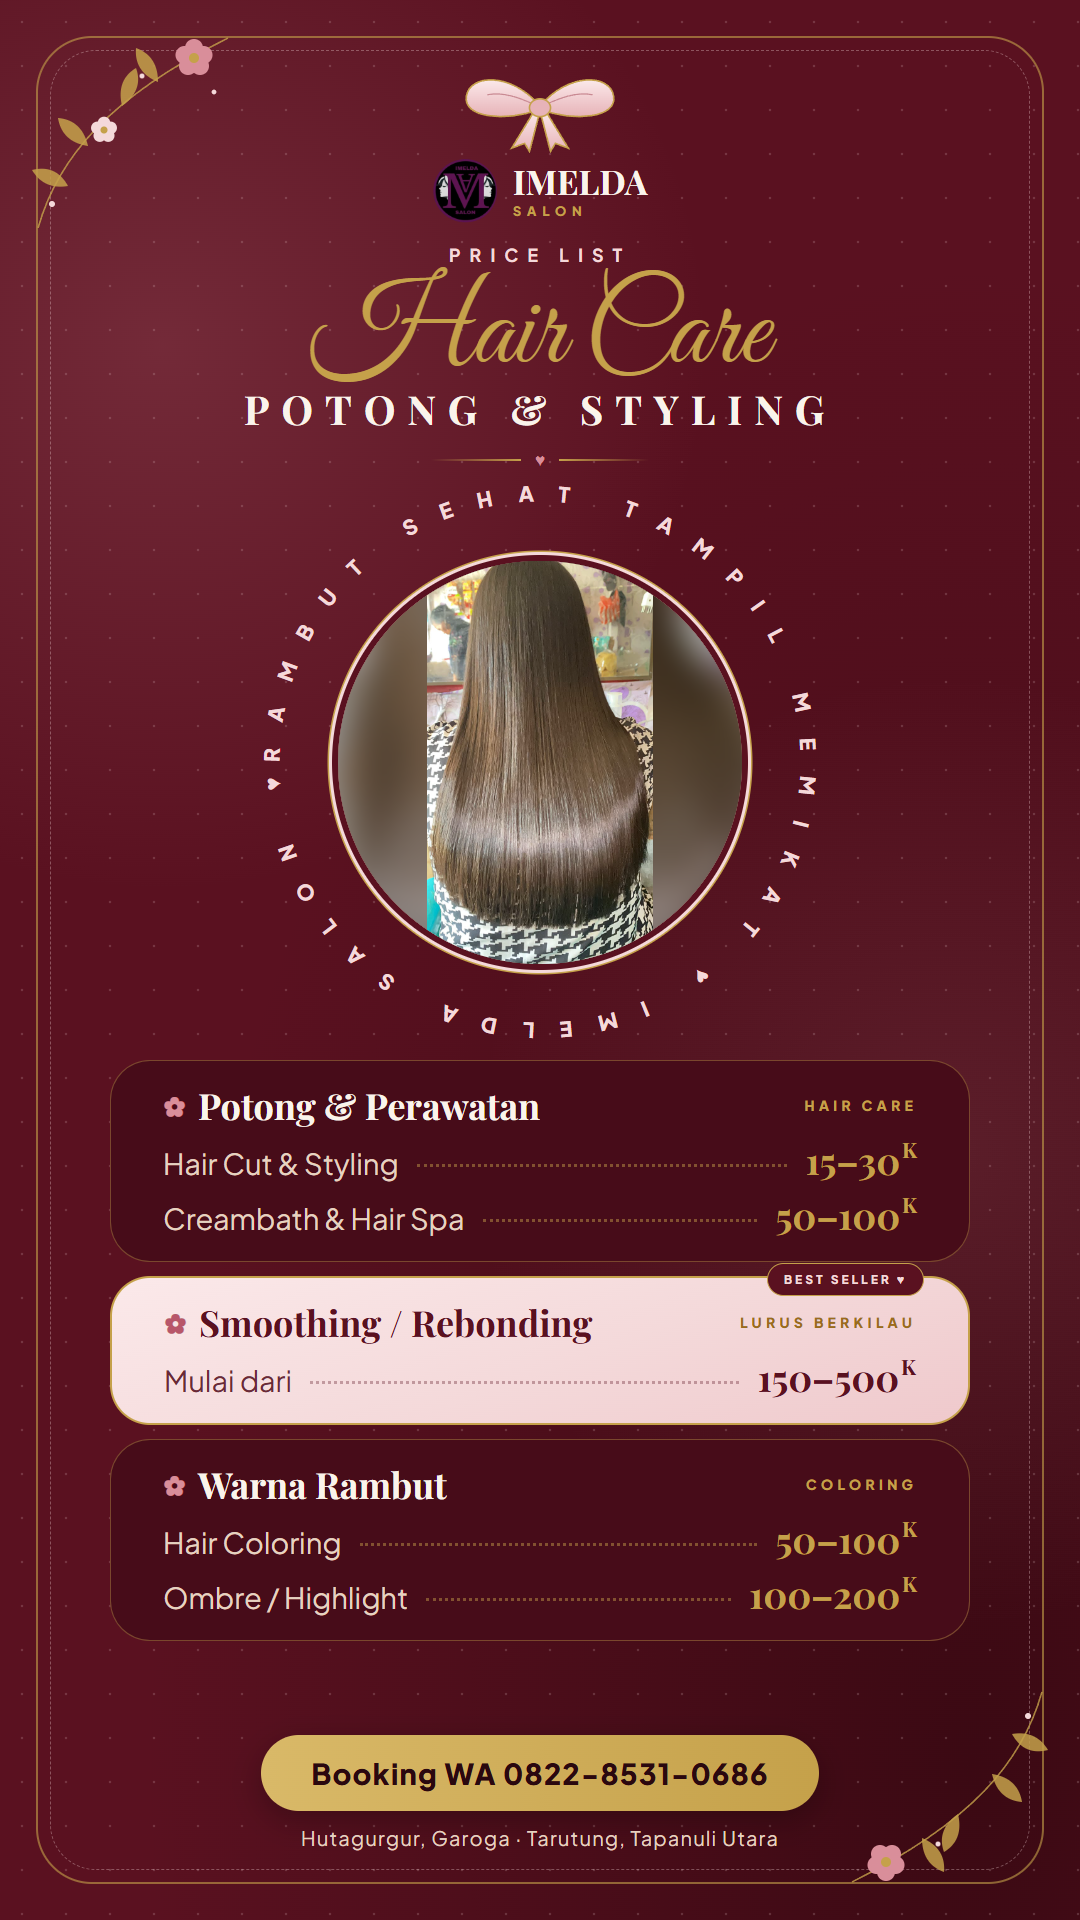 IMELDA
SALON
IMELDA
SALON
PRICE LIST
Hair Care
POTONG & STYLING
♥
♥ RAMBUT SEHAT TAMPIL MEMIKAT ♥ IMELDA SALON
Potong & Perawatan HAIR CARE
Hair Cut & Styling 15–30K
Creambath & Hair Spa 50–100K
BEST SELLER ♥
Smoothing / Rebonding LURUS BERKILAU
Mulai dari 150–500K
Warna Rambut COLORING
Hair Coloring 50–100K
Ombre / Highlight 100–200K
Booking WA 0822-8531-0686
Hutagurgur, Garoga · Tarutung, Tapanuli Utara